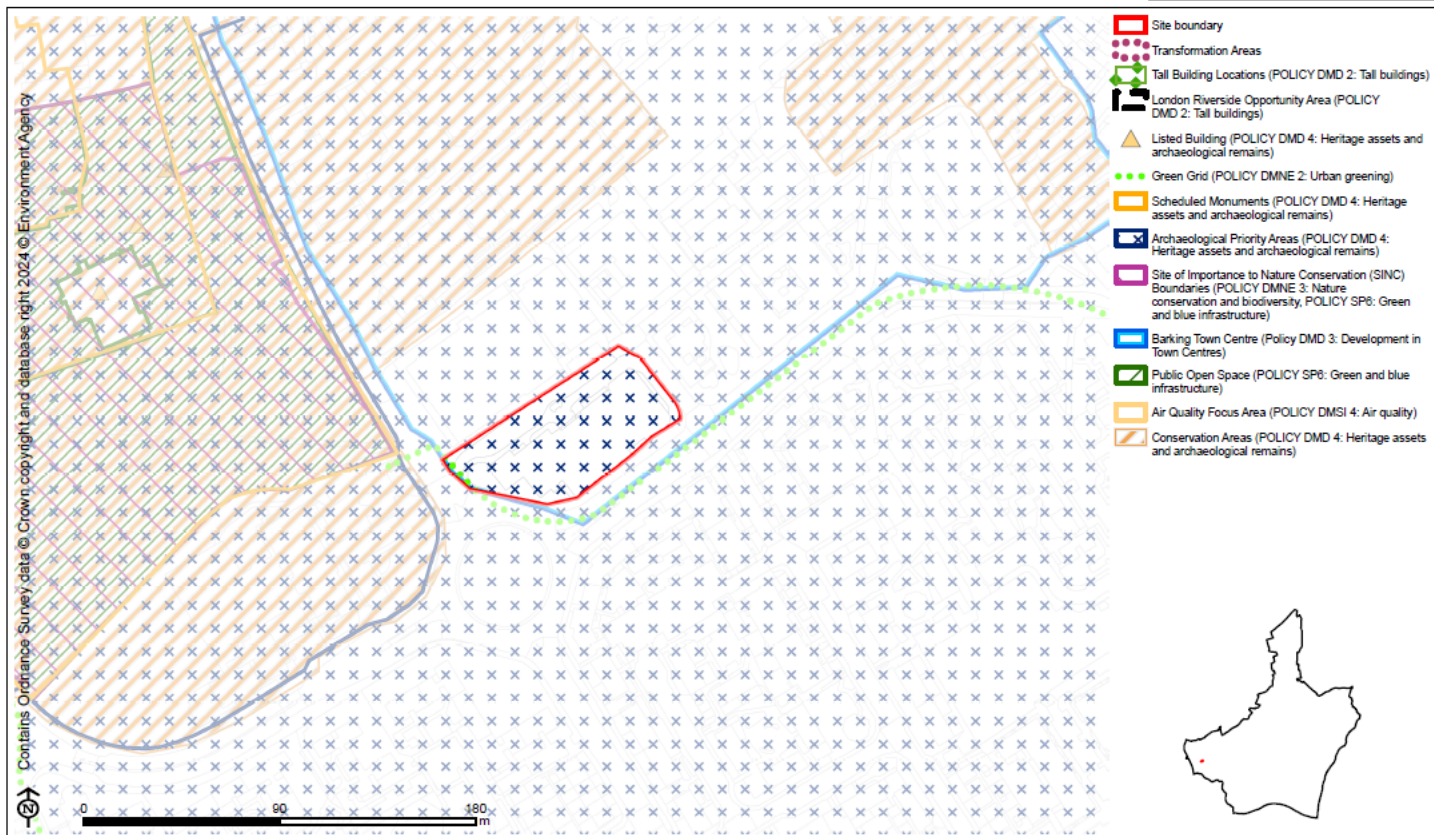 Contains Ordnance Survey data © Crown copyright and database right 2024 © Environment Agency
Site boundary
Transformation Areas
Tall Building Locations (POLICY DMD 2: Tall buildings)
London Riverside Opportunity Area (POLICY
DMD 2: Tall buildings)
Listed Building (POLICY DMD 4: Heritage assets and
archaeological remains)
Green Grid (POLICY DMNE 2: Urban greening)
Scheduled Monuments (POLICY DMD 4: Heritage
assets and archaeological remains)
Archaeological Priority Areas (POLICY DMD 4:
Heritage assets and archaeological remains)
Site of Importance to Nature Conservation (SINC)
Boundaries (POLICY DMNE 3: Nature
conservation and biodiversity, POLICY SP6: Green
and blue infrastructure)
Barking Town Centre (Policy DMD 3: Development in
Town Centres)
Public Open Space (POLICY SP6: Green and blue
infrastructure)
Air Quality Focus Area (POLICY DMSI 4: Air quality)
Conservation Areas (POLICY DMD 4: Heritage assets
and archaeological remains)
N
0 90 180
m